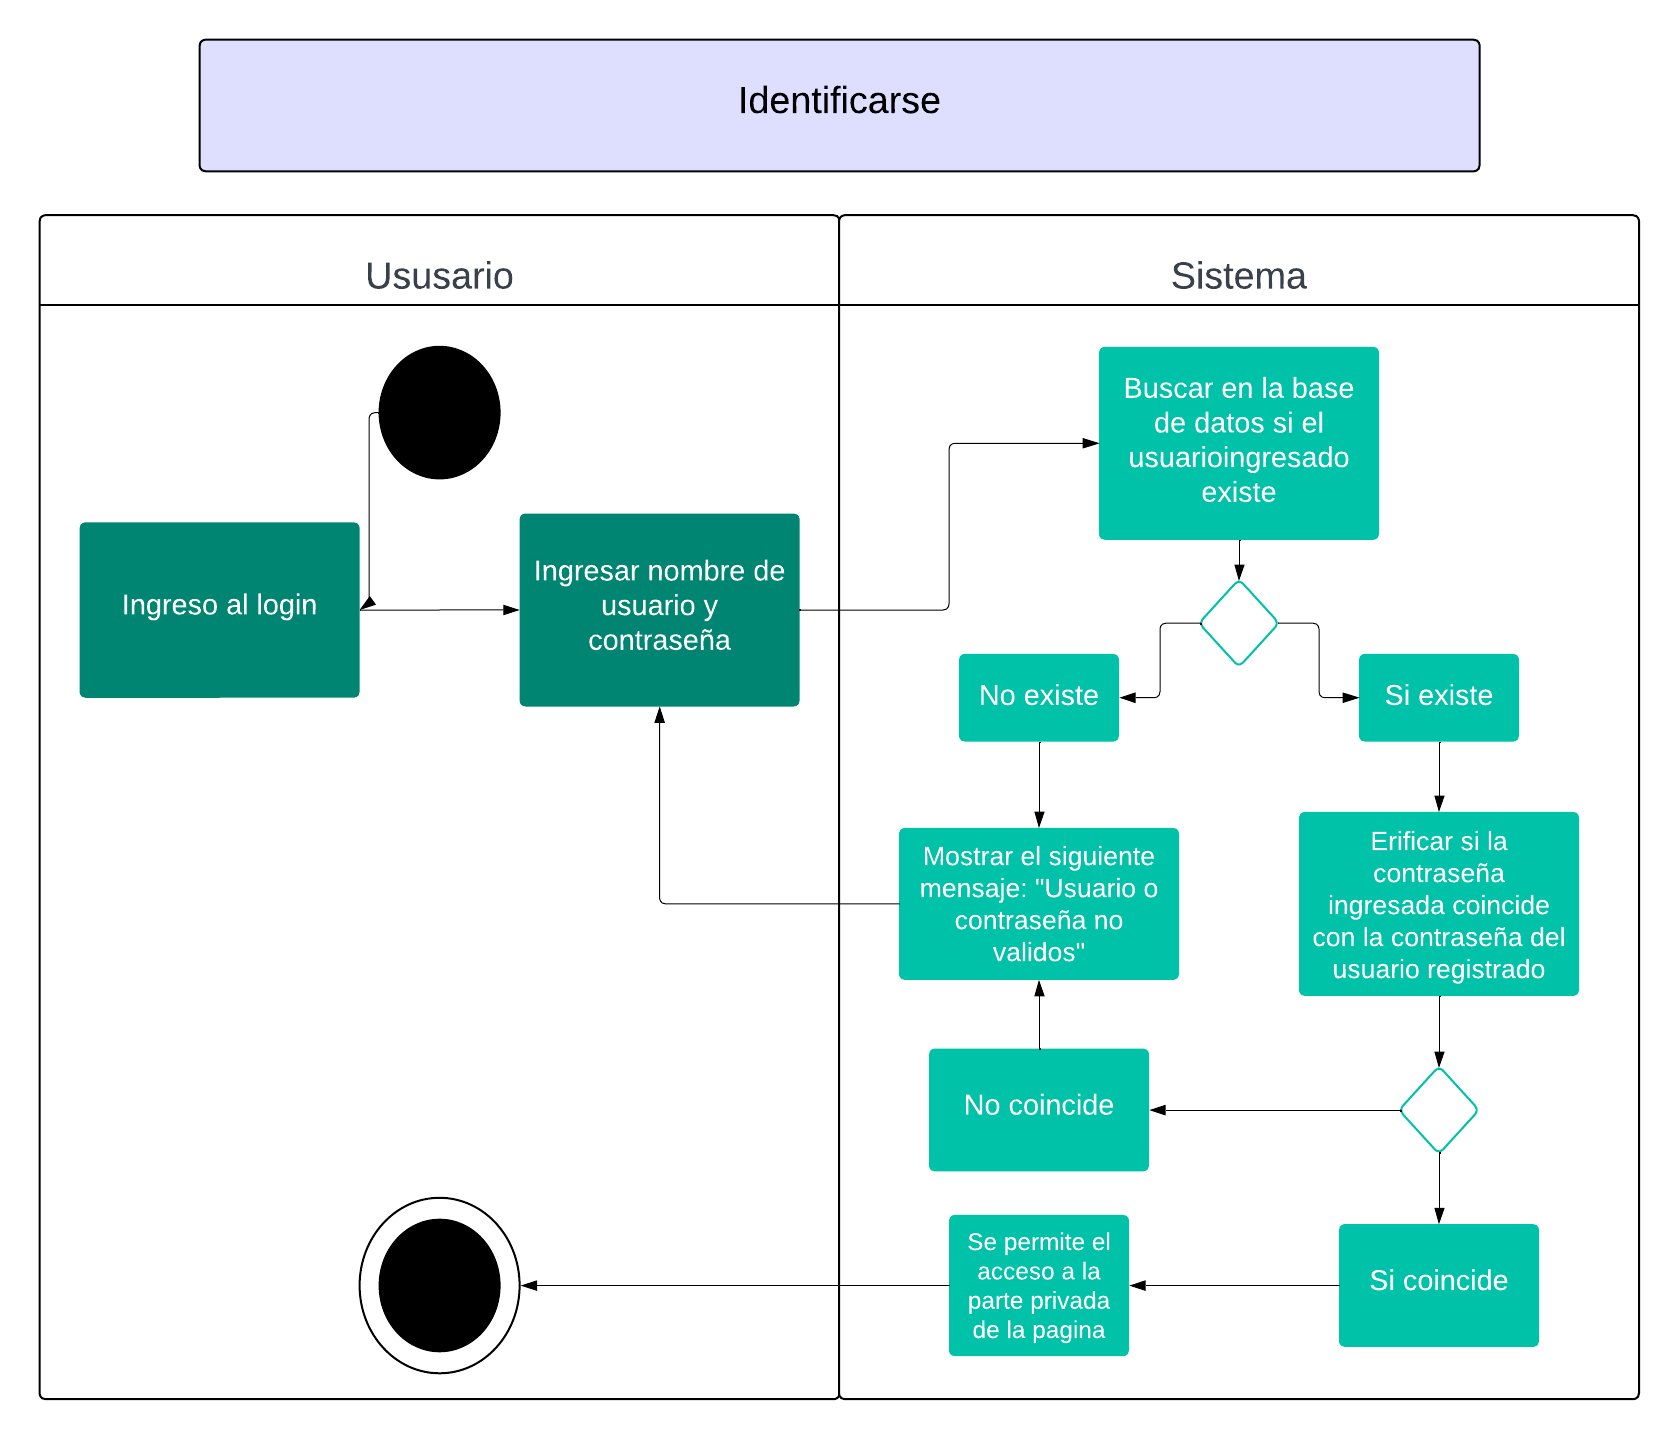 Identificarse
Ususario
Sistema
Ingreso al login
Ingresar nombre de
usuario y
contraseña
Buscar en la base
de datos si el
usuarioingresado
existe
No existe
Si existe
Mostrar el siguiente
mensaje: "Usuario o
contraseña no
validos"
Erificar si la
contraseña
ingresada coincide
con la contraseña del
usuario registrado
No coincide
Se permite el
acceso a la
parte privada
de la pagina
Si coincide